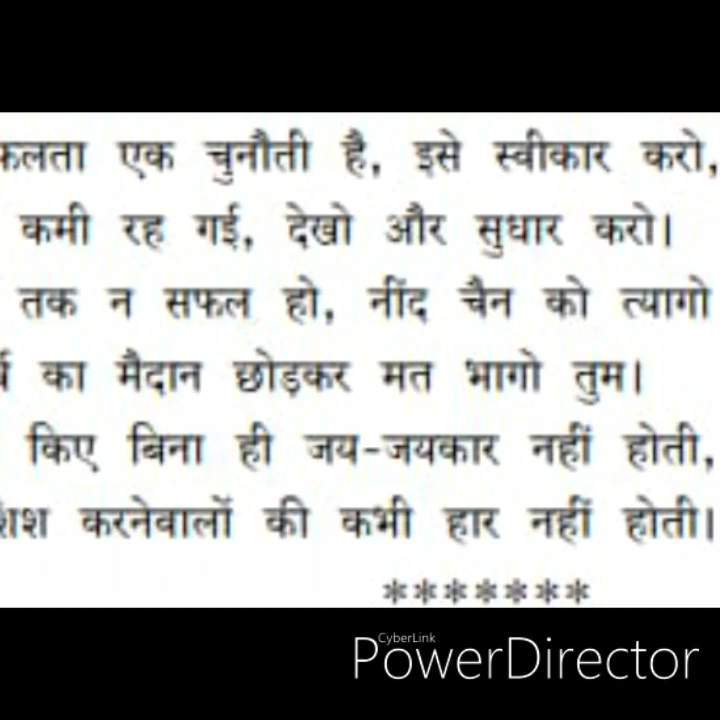 फलता एक चुनौती है, इसे स्वीकार करो,
कमी रह गई, देखो और सुधार करो।
तक न सफल हो, नींद चैन को त्यागो
का मैदान छोड़कर मत भागो तुम।
किए बिना ही जय-जयकार नहीं होती,
शिश करनेवालों की कभी हार नहीं होती।
*******
CyberLink
PowerDirector